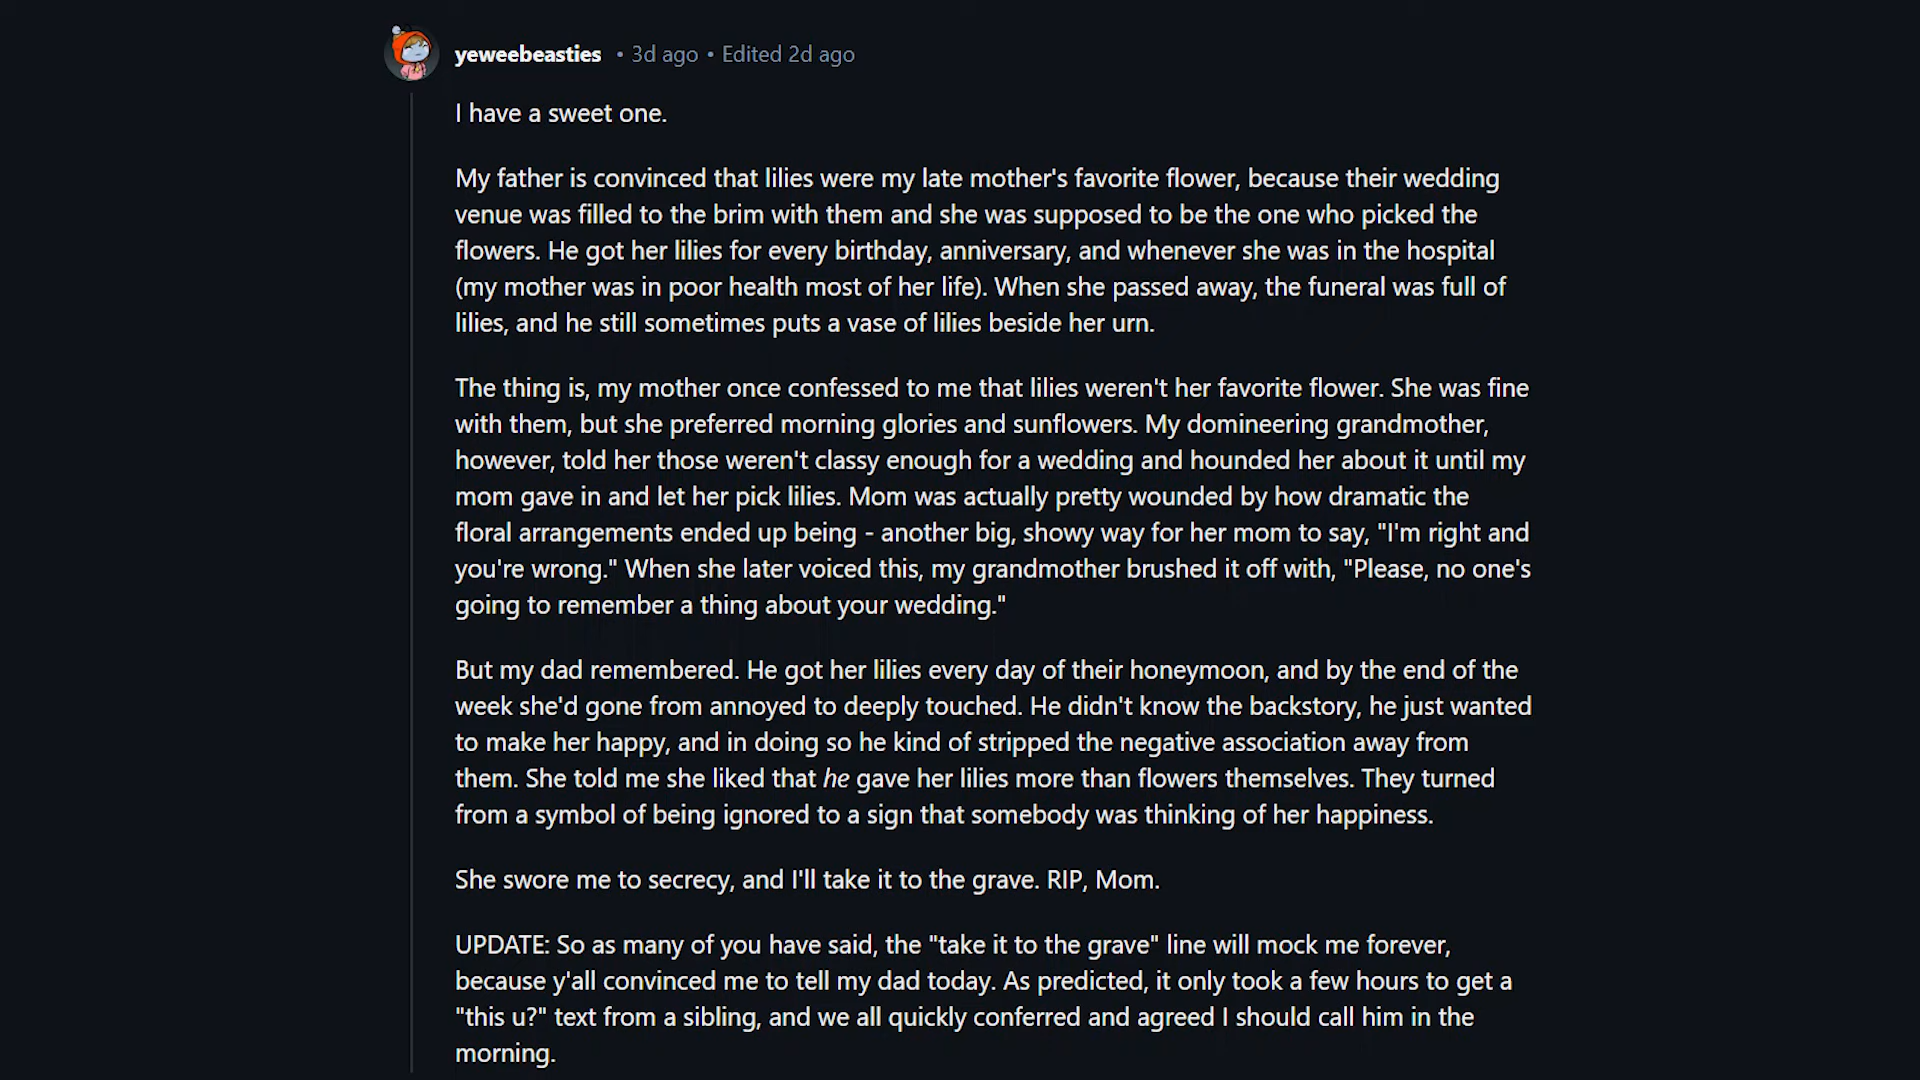 yeweebeasties • 3d ago • Edited 2d ago
I have a sweet one.
My father is convinced that lilies were my late mother's favorite flower, because their wedding
venue was filled to the brim with them and she was supposed to be the one who picked the
flowers. He got her lilies for every birthday, anniversary, and whenever she was in the hospital
(my mother was in poor health most of her life). When she passed away, the funeral was full of
lilies, and he still sometimes puts a vase of lilies beside her urn.
The thing is, my mother once confessed to me that lilies weren't her favorite flower. She was fine
with them, but she preferred morning glories and sunflowers. My domineering grandmother,
however, told her those weren't classy enough for a wedding and hounded her about it until my
mom gave in and let her pick lilies. Mom was actually pretty wounded by how dramatic the
floral arrangements ended up being - another big, showy way for her mom to say, "I'm right and
you're wrong." When she later voiced this, my grandmother brushed it off with, "Please, no one's
going to remember a thing about your wedding."
But my dad remembered. He got her lilies every day of their honeymoon, and by the end of the
week she'd gone from annoyed to deeply touched. He didn't know the backstory, he just wanted
to make her happy, and in doing so he kind of stripped the negative association away from
them. She told me she liked that he gave her lilies more than flowers themselves. They turned
from a symbol of being ignored to a sign that somebody was thinking of her happiness.
She swore me to secrecy, and I'll take it to the grave. RIP, Mom.
UPDATE: So as many of you have said, the "take it to the grave" line will mock me forever,
because y'all convinced me to tell my dad today. As predicted, it only took a few hours to get a
"this u?" text from a sibling, and we all quickly conferred and agreed I should call him in the
morning.